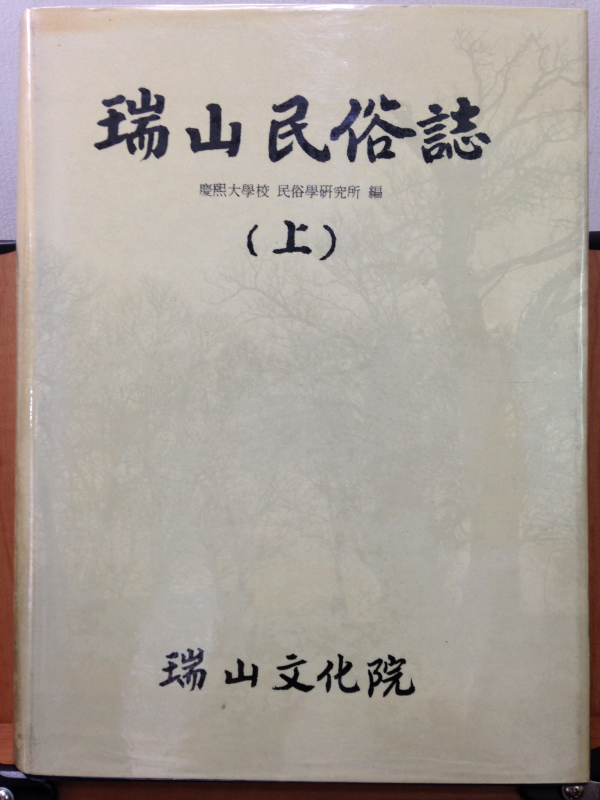 瑞山民俗誌
慶熙大學校 民俗學硏究所 編
(上)
瑞山文化院